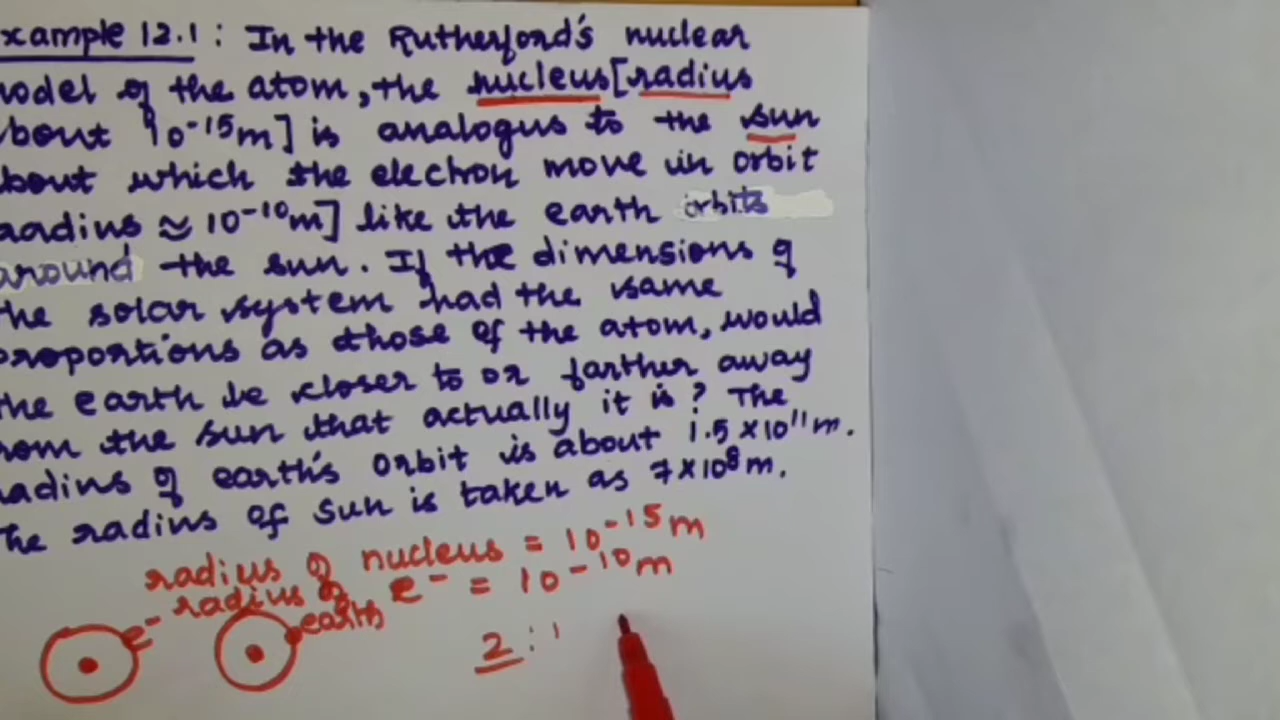 xample 12.1 : In the Rutherford's nuclear
nodel of the atom, the nucleus [radius
bout 10-15m] is analogus to the sun
bout which the electron move in orbit
radius ≈ 10-10m] like the earth orbits
around the sun. If the dimensions of
the solar system had the same
proportions as those of the atom, would
the earth be closer to or farther away
rom the sun that actually it is? The
radius of earth's orbit is about 1.5 × 10¹¹m.
The radius of Sun is taken as 7×10⁸m.
radius of nucleus = 10-15m
radius of e- = 10-10m
e-
earth
2 : 1